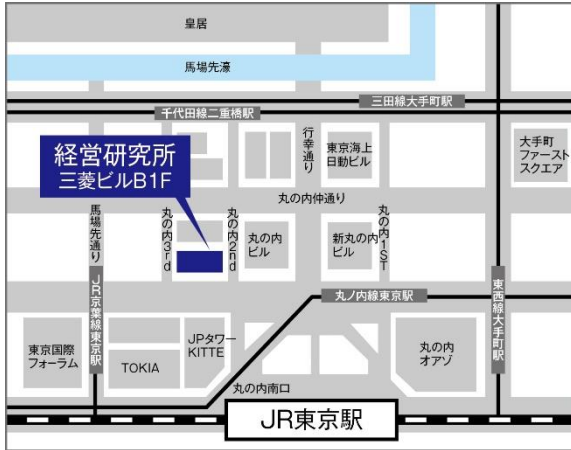 皇居
馬場先濠
三田線大手町駅
千代田線二重橋駅
経営研究所
三菱ビルB1F
行幸通り
東京海上
日動ビル
大手町
ファースト
スクエア
丸の内仲通り
馬場先通り
丸の内3rd
丸の内2nd
丸の内
ビル
新丸の内
ビル
丸の内1ST
JR京葉線東京駅
丸ノ内線東京駅
東西線大手町駅
東京国際
フォーラム
TOKIA
JPタワー
KITTE
丸の内
オアゾ
丸の内南口
JR東京駅